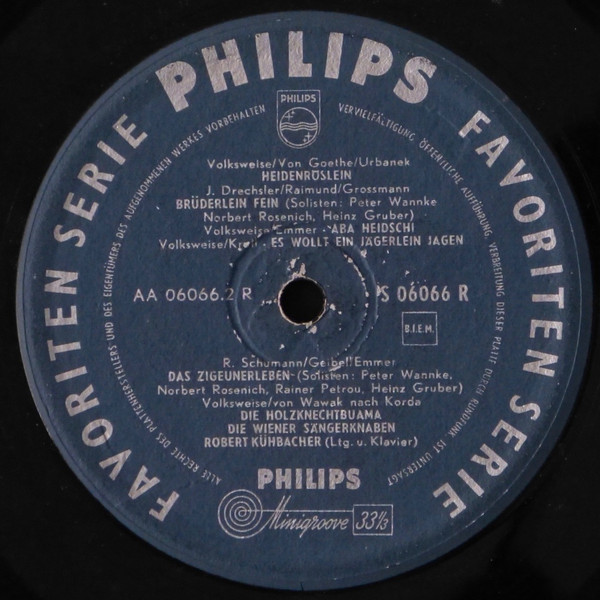 PHILIPS
FAVORITEN SERIE
FAVORITEN SERIE
ALLE RECHTE DES PLATTENHERSTELLERS UND DES EIGENTÜMERS DES AUFGENOMMENEN WERKES VORBEHALTEN
VERVIELFÄLTIGUNG ÖFFENTLICHE AUFFÜHRUNG, VERBREITUNG DIESER PLATTE DURCH RUNDFUNK IST UNTERSAGT
PHILIPS
Volksweise/Von Goethe/Urbanek
HEIDENRÖSLEIN
J. Drechsler/Raimund/Grossmann
BRÜDERLEIN FEIN (Solisten: Peter Wannke
Norbert Rosenich, Heinz Gruber)
Volksweise/Emmer - ABA HEIDSCHI
Volksweise/ - ES WOLLT EIN JÄGERLEIN JAGEN
AA 06066.2 R
S 06066 R
B.I.E.M.
R. Schumann/Geibel/Emmer
DAS ZIGEUNERLEBEN (Solisten: Peter Wannke,
Norbert Rosenich, Rainer Petrou, Heinz Gruber)
Volksweise/von Wawak nach Korda
DIE HOLZKNECHTBUAMA
DIE WIENER SÄNGERKNABEN
ROBERT KÜHBACHER (Ltg. u. Klavier)
PHILIPS
Minigroove 33⅓